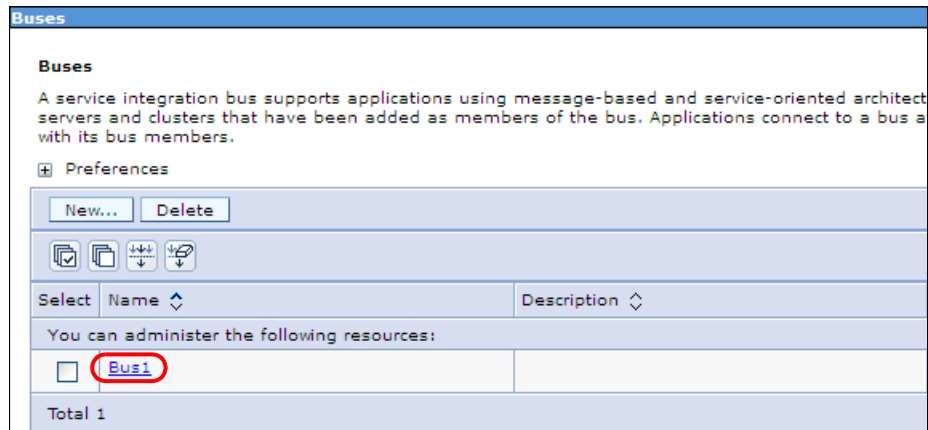 Buses
Buses
A service integration bus supports applications using message-based and service-oriented architect
servers and clusters that have been added as members of the bus. Applications connect to a bus a
with its bus members.
Preferences
New... Delete
Select Name Description
You can administer the following resources:
Bus1
Total 1